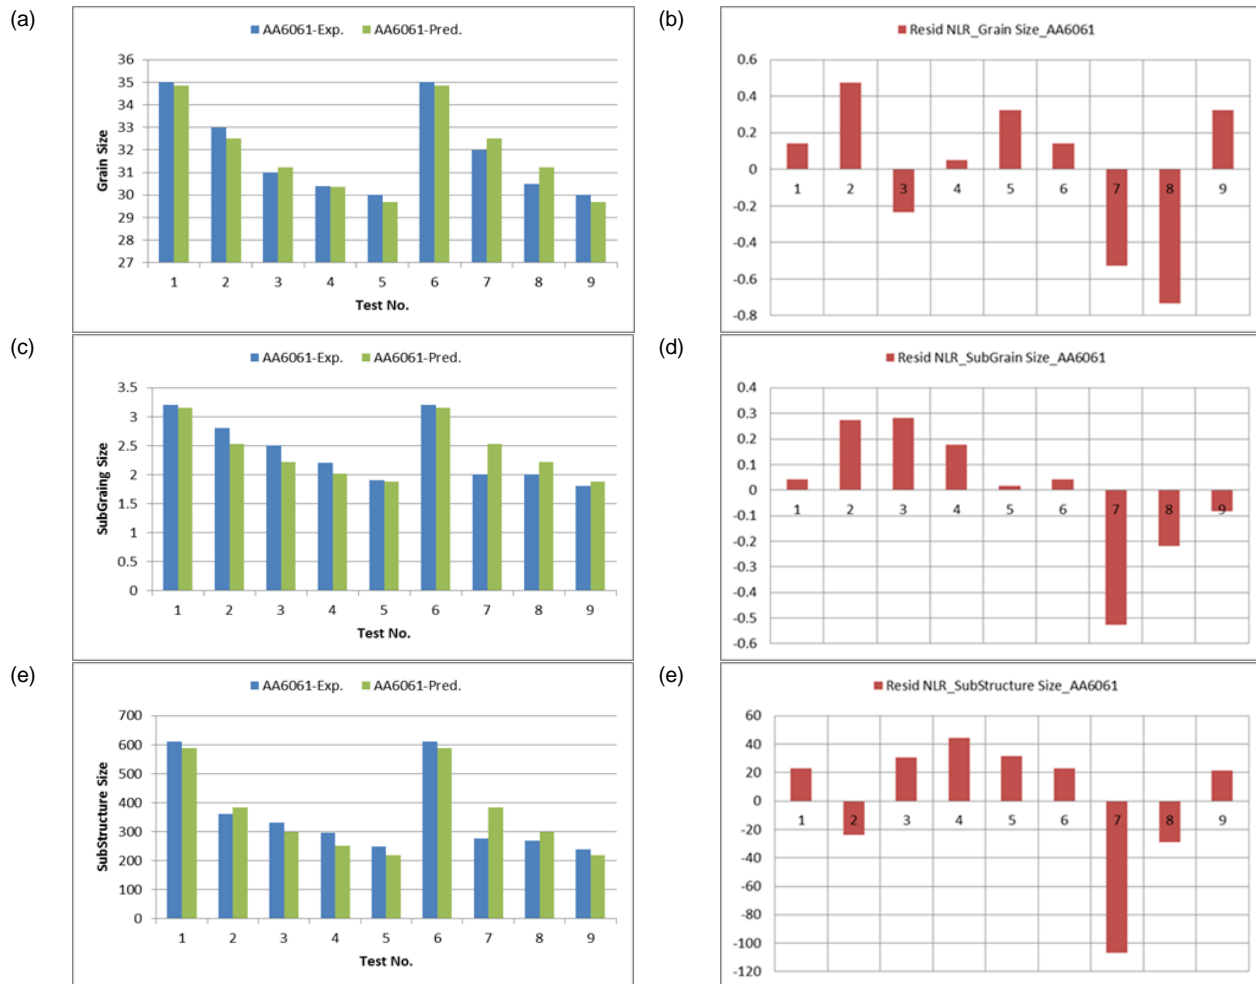 (a)
AA6061-Exp. AA6061-Pred.
36
35
34
33
32
31
30
29
28
27
Grain Size
1 2 3 4 5 6 7 8 9
Test No.
(b)
Resid NLR_Grain Size_AA6061
0.6
0.4
0.2
0
-0.2
-0.4
-0.6
-0.8
1 2 3 4 5 6 7 8 9
(c)
AA6061-Exp. AA6061-Pred.
3.5
3
2.5
2
1.5
1
0.5
0
SubGraing Size
1 2 3 4 5 6 7 8 9
Test No.
(d)
Resid NLR_SubGrain Size_AA6061
0.4
0.3
0.2
0.1
0
-0.1
-0.2
-0.3
-0.4
-0.5
-0.6
1 2 3 4 5 6 7 8 9
(e)
AA6061-Exp. AA6061-Pred.
700
600
500
400
300
200
100
0
SubStructure Size
1 2 3 4 5 6 7 8 9
Test No.
(e)
Resid NLR_SubStructure Size_AA6061
60
40
20
0
-20
-40
-60
-80
-100
-120
1 2 3 4 5 6 7 8 9